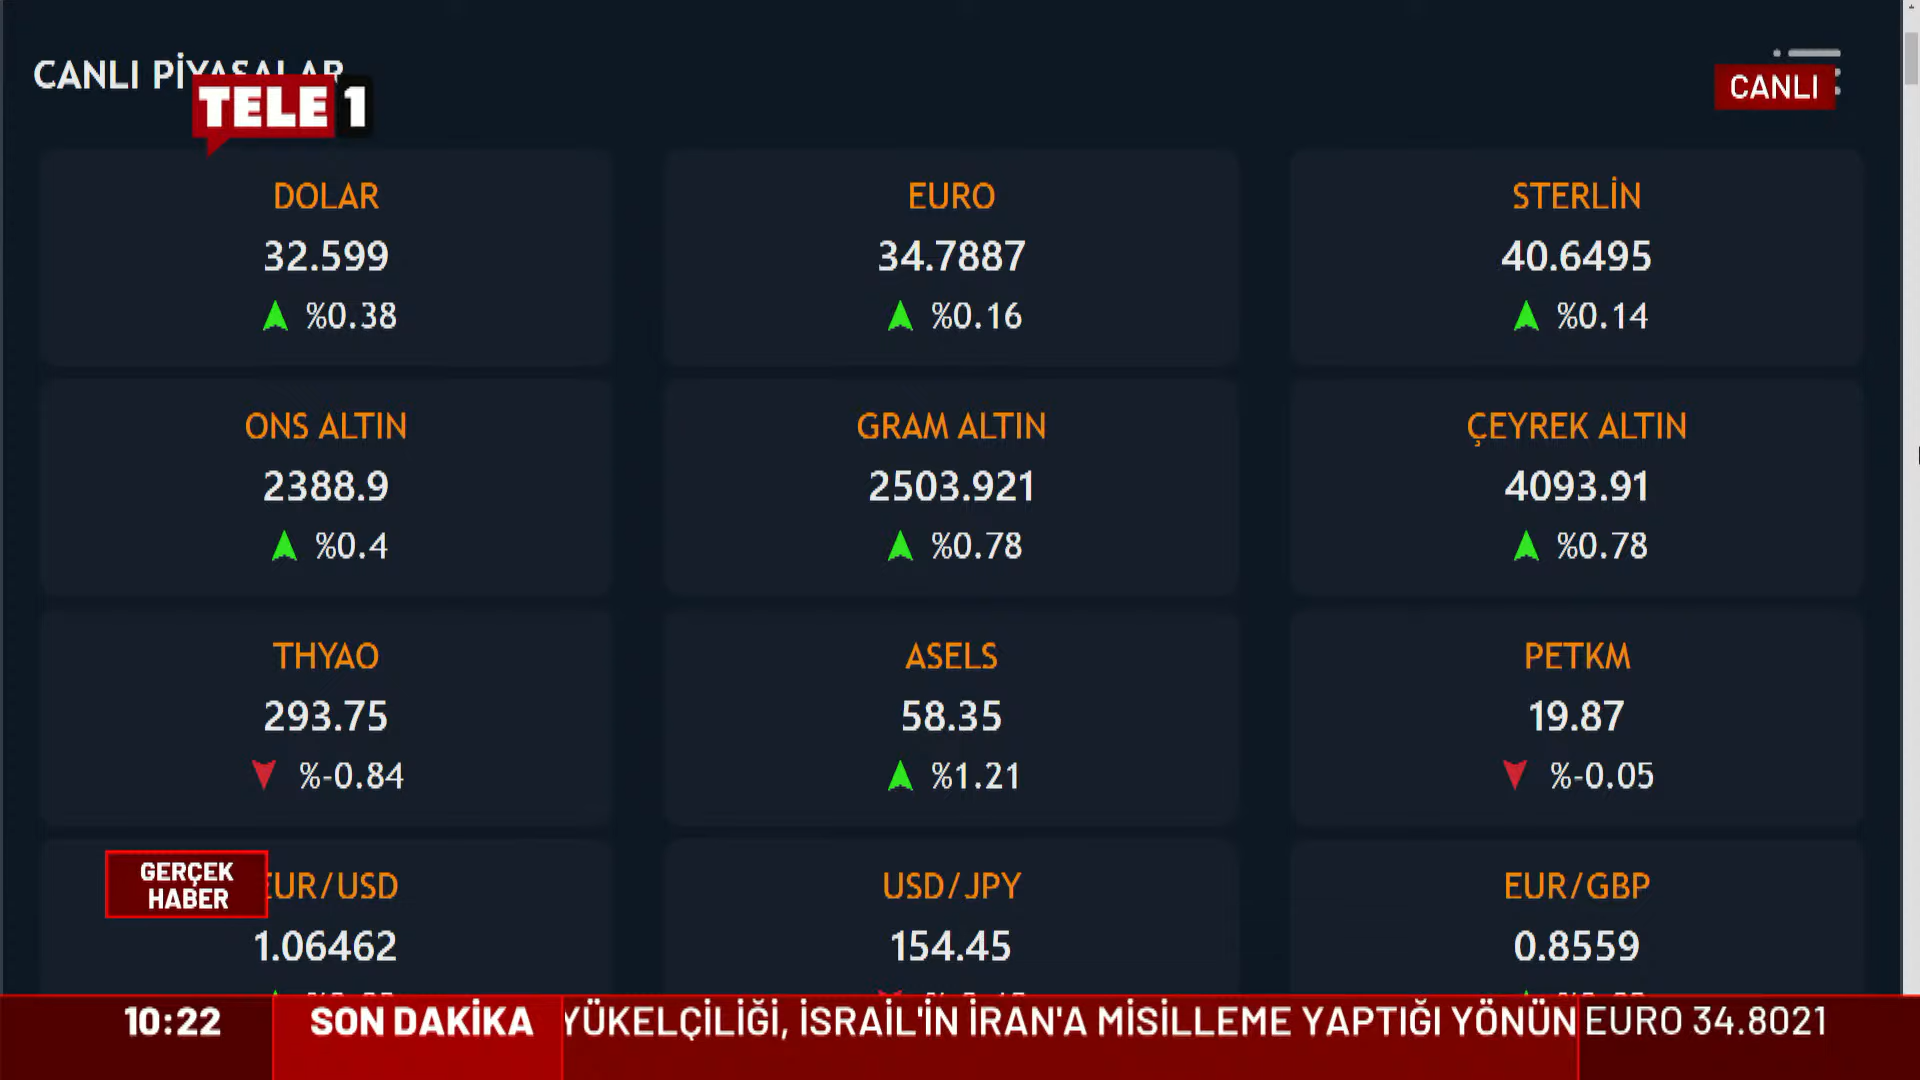 CANLI PİYASALAR
TELE1
CANLI
DOLAR
32.599
%0.38
EURO
34.7887
%0.16
STERLİN
40.6495
%0.14
ONS ALTIN
2388.9
%0.4
GRAM ALTIN
2503.921
%0.78
ÇEYREK ALTIN
4093.91
%0.78
THYAO
293.75
%-0.84
ASELS
58.35
%1.21
PETKM
19.87
%-0.05
GERÇEK
HABER
EUR/USD
1.06462
USD/JPY
154.45
EUR/GBP
0.8559
10:22
SON DAKİKA
YÜKELÇİLİĞİ, İSRAİL'İN İRAN'A MİSİLLEME YAPTIĞI YÖNÜN
EURO 34.8021